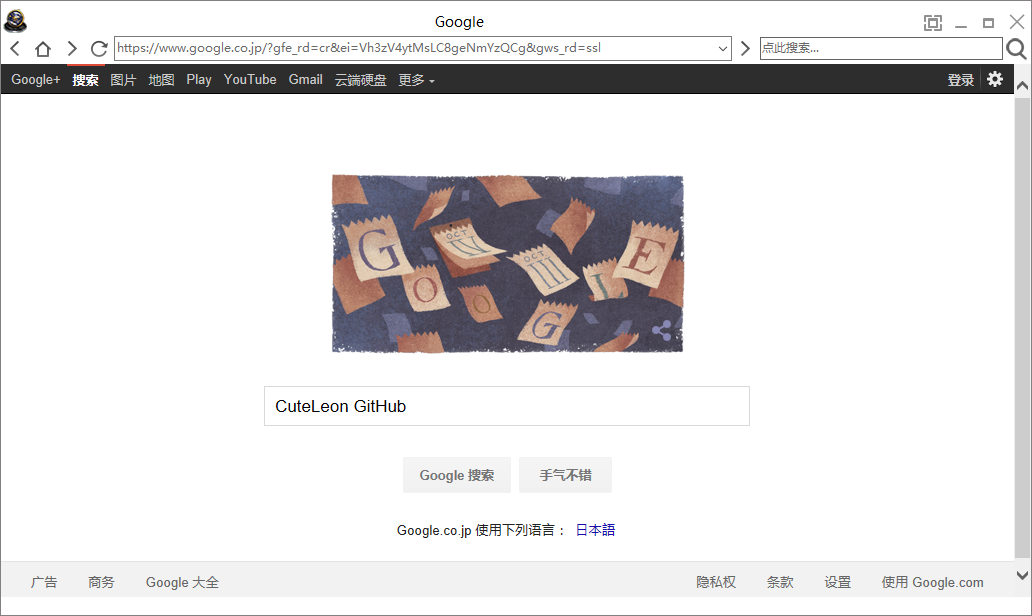 Google
https://www.google.co.jp/?gfe_rd=cr&ei=Vh3zV4ytMsLC8geNmYzQCg&gws_rd=ssl 点此搜索...
Google+ 搜索 图片 地图 Play YouTube Gmail 云端硬盘 更多 登录
G O O G L E
OCT IV
OCT III
CuteLeon GitHub
Google 搜索 手气不错
Google.co.jp 使用下列语言： 日本語
广告 商务 Google 大全 隐私权 条款 设置 使用 Google.com